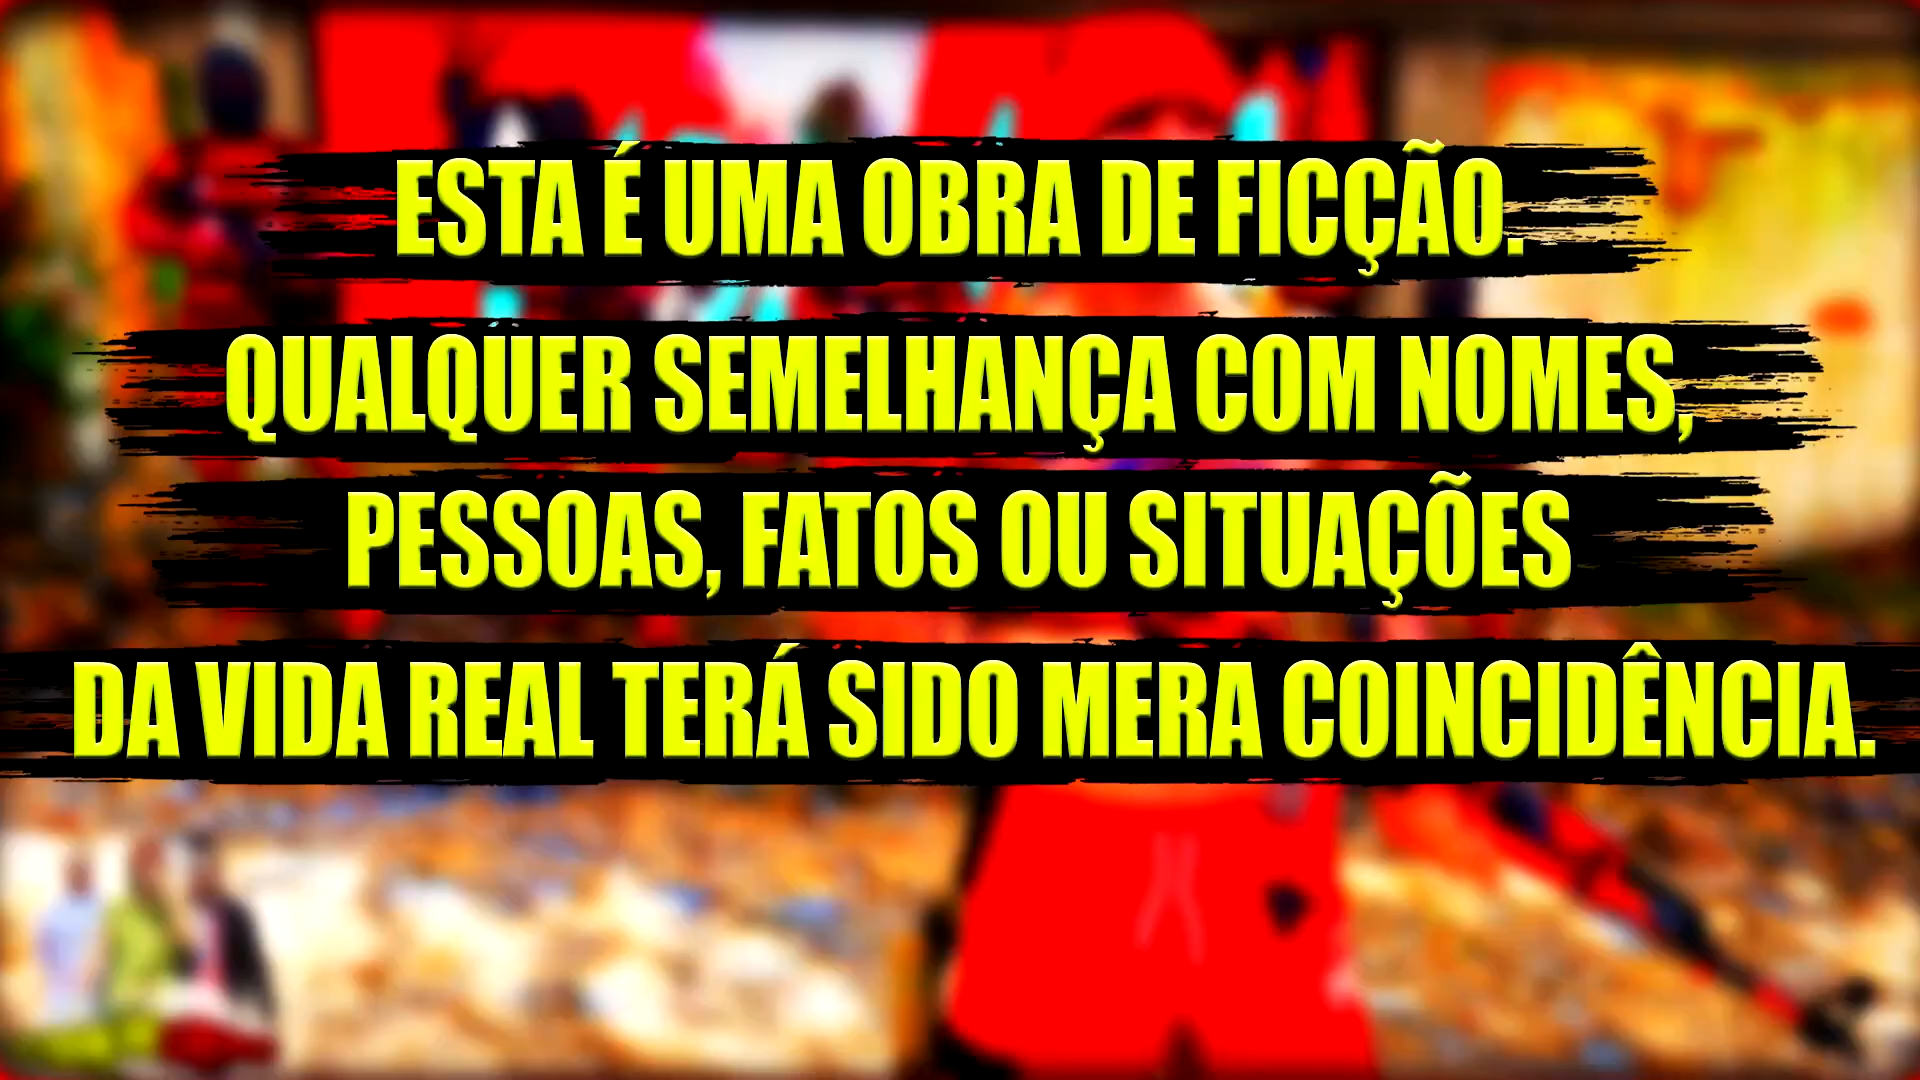 ESTA É UMA OBRA DE FICÇÃO.
QUALQUER SEMELHANÇA COM NOMES,
PESSOAS, FATOS OU SITUAÇÕES
DA VIDA REAL TERÁ SIDO MERA COINCIDÊNCIA.